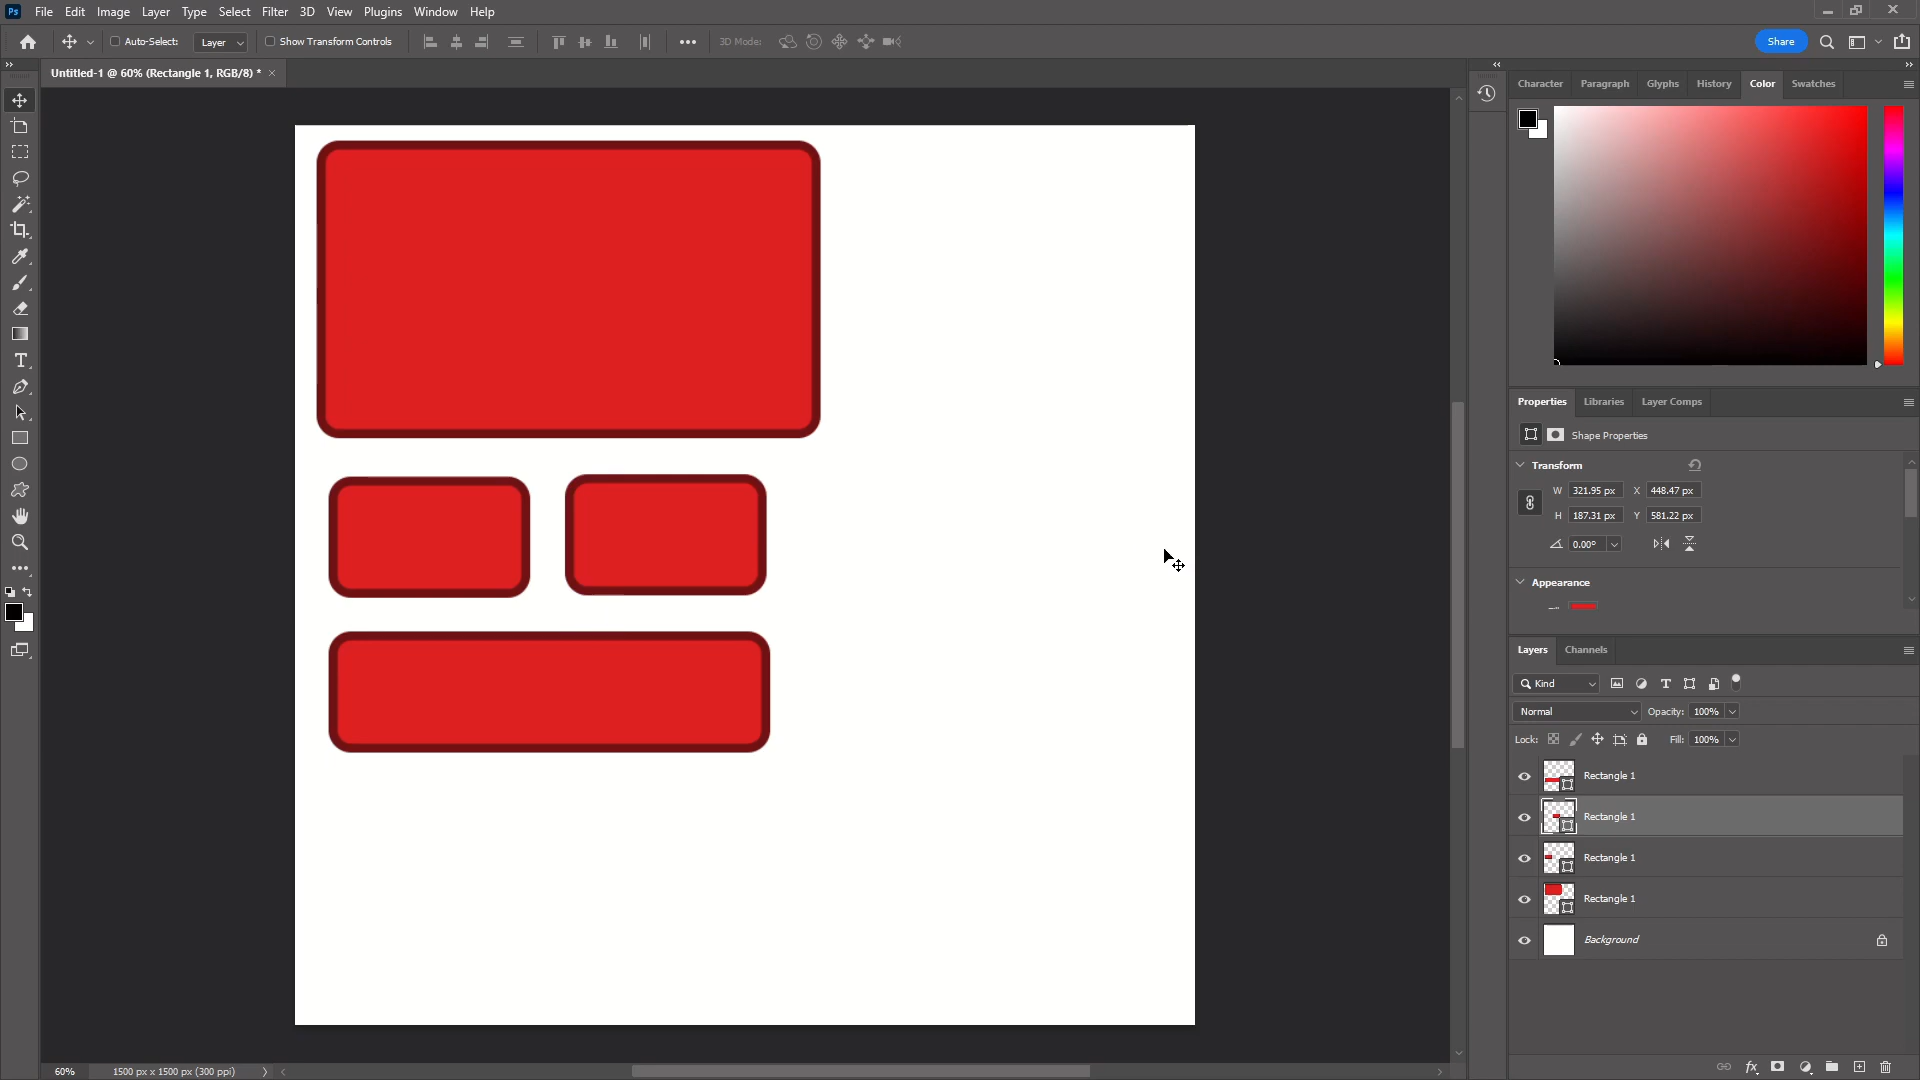 Ps File Edit Image Layer Type Select Filter 3D View Plugins Window Help
Auto-Select: Layer Show Transform Controls 3D Mode: Share
Untitled-1 @ 60% (Rectangle 1, RGB/8) *
Character Paragraph Glyphs History Color Swatches
Properties Libraries Layer Comps
Shape Properties
Transform
W 321.95 px X 448.47 px
H 187.31 px Y 581.22 px
0.00°
Appearance
Layers Channels
Kind
Normal Opacity: 100%
Lock: Fill: 100%
Rectangle 1
Rectangle 1
Rectangle 1
Rectangle 1
Background
60% 1500 px x 1500 px (300 ppi)